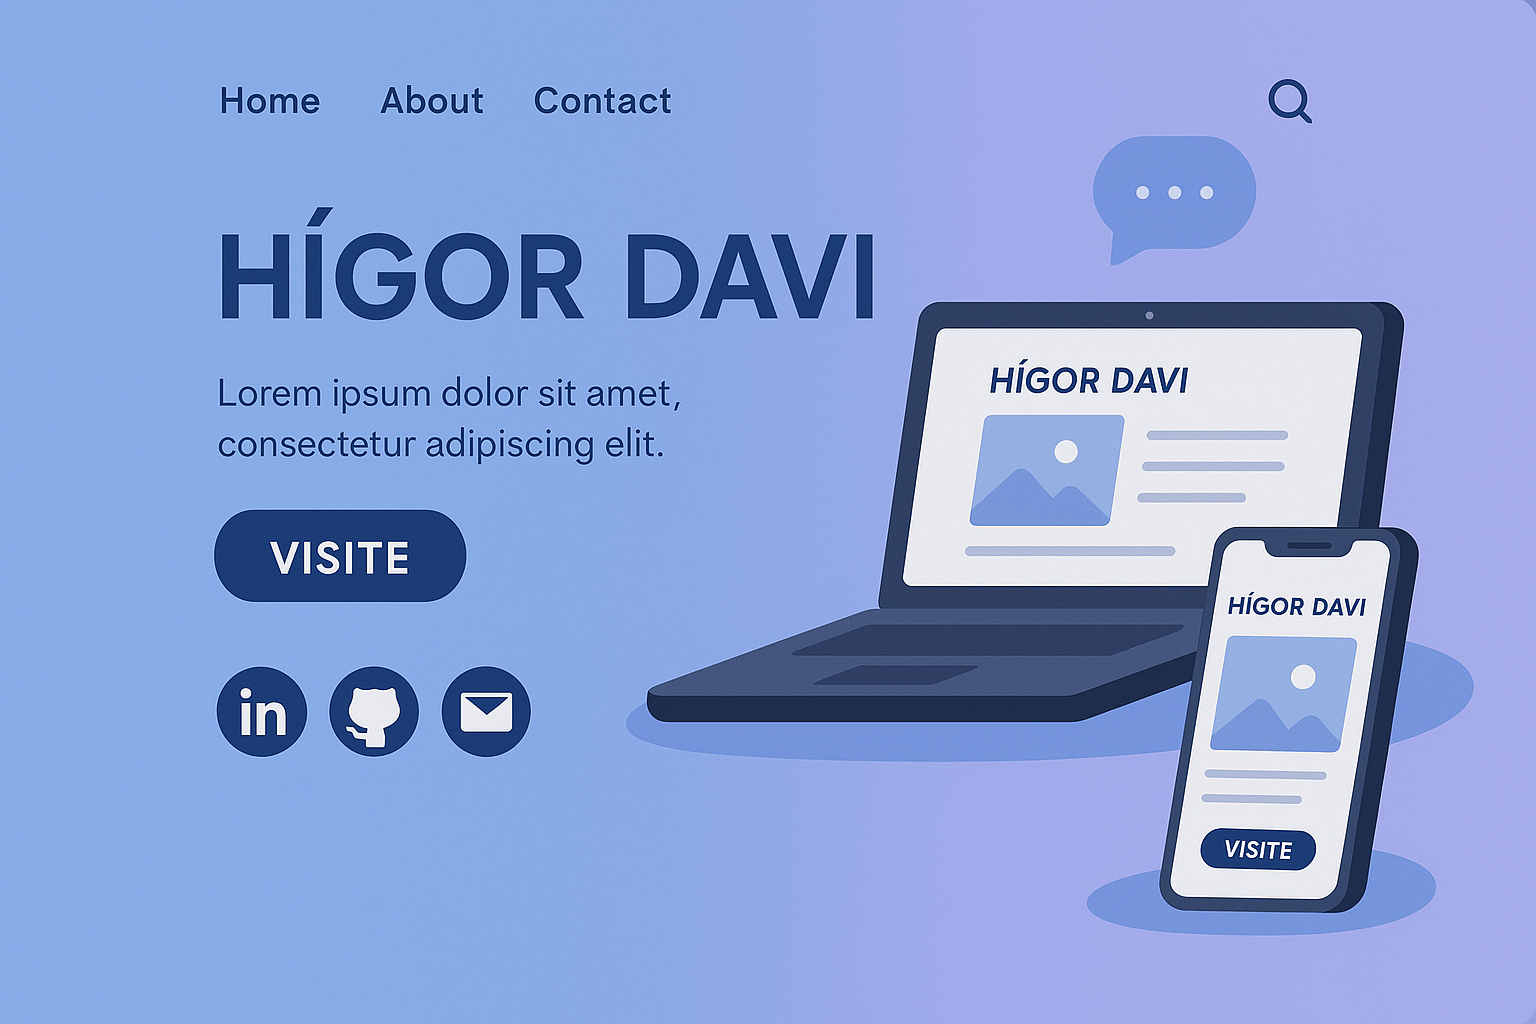 Home About Contact
HÍGOR DAVI
Lorem ipsum dolor sit amet,
consectetur adipiscing elit.
VISITE
in
HÍGOR DAVI
HÍGOR DAVI
VISITE